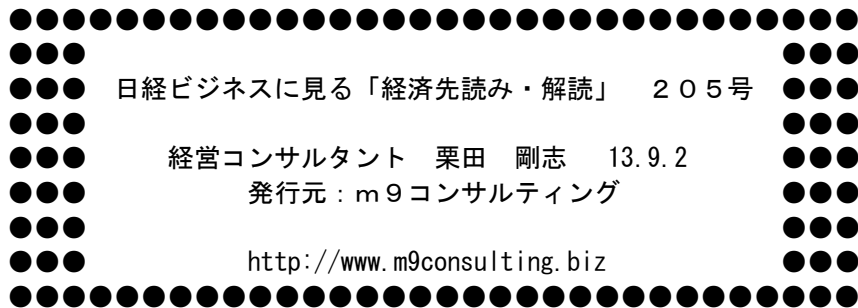 日経ビジネスに見る「経済先読み・解読」　２０５号
経営コンサルタント　栗田　剛志　13.9.2
発行元：ｍ９コンサルティング
http://www.m9consulting.biz